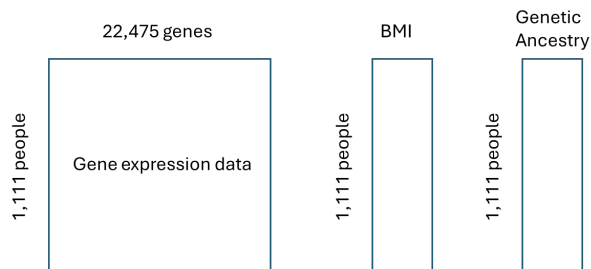 22,475 genes
BMI
Genetic
Ancestry
1,111 people
Gene expression data
1,111 people
1,111 people